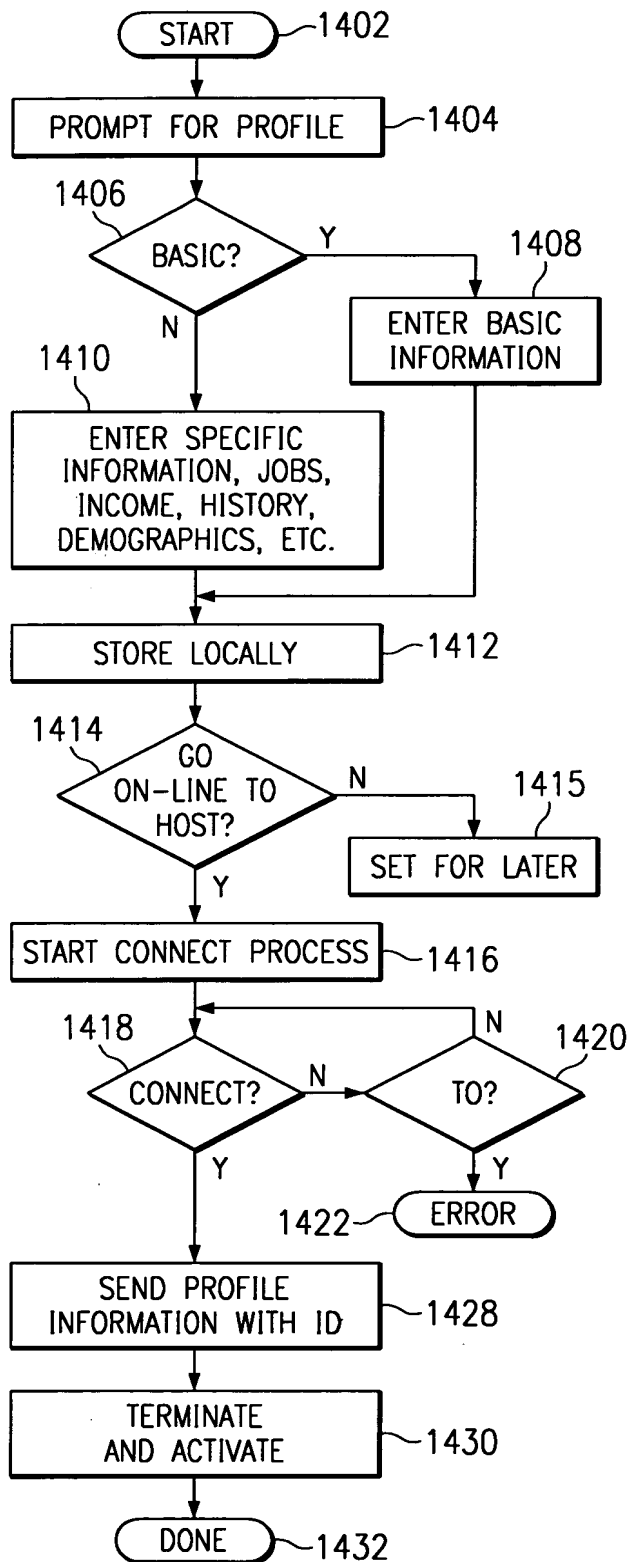 START
1402
PROMPT FOR PROFILE
1404
1406
BASIC?
Y
N
1408
ENTER BASIC
INFORMATION
1410
ENTER SPECIFIC
INFORMATION, JOBS,
INCOME, HISTORY,
DEMOGRAPHICS, ETC.
STORE LOCALLY
1412
1414
GO
ON-LINE TO
HOST?
N
Y
1415
SET FOR LATER
START CONNECT PROCESS
1416
1418
CONNECT?
N
Y
N
1420
TO?
Y
1422
ERROR
SEND PROFILE
INFORMATION WITH ID
1428
TERMINATE
AND ACTIVATE
1430
DONE
1432